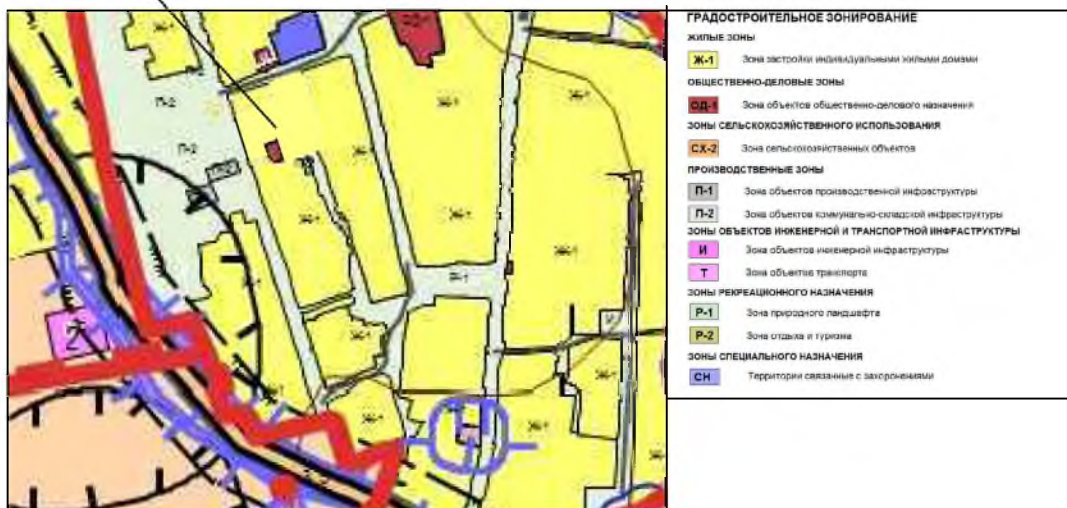 ГРАДОСТРОИТЕЛЬНОЕ ЗОНИРОВАНИЕ
ЖИЛЫЕ ЗОНЫ
Ж-1 Зона застройки индивидуальными жилыми домами
ОБЩЕСТВЕННО-ДЕЛОВЫЕ ЗОНЫ
ОД-1 Зона объектов общественно-делового назначения
ЗОНЫ СЕЛЬСКОХОЗЯЙСТВЕННОГО ИСПОЛЬЗОВАНИЯ
СХ-2 Зона сельскохозяйственных объектов
ПРОИЗВОДСТВЕННЫЕ ЗОНЫ
П-1 Зона объектов производственной инфраструктуры
П-2 Зона объектов коммунально-складской инфраструктуры
ЗОНЫ ОБЪЕКТОВ ИНЖЕНЕРНОЙ И ТРАНСПОРТНОЙ ИНФРАСТРУКТУРЫ
И Зона объектов инженерной инфраструктуры
Т Зона объектов транспорта
ЗОНЫ РЕКРЕАЦИОННОГО НАЗНАЧЕНИЯ
Р-1 Зона природного ландшафта
Р-2 Зона отдыха и туризма
ЗОНЫ СПЕЦИАЛЬНОГО НАЗНАЧЕНИЯ
СН Территории связанные с захоронениями
ОД-1
Ж-1
Ж-1
Ж-1
П-2
П-2
Ж-1
Ж-1
Ж-1
Ж-1
Р-1
Ж-1
Ж-1
Ж-1
Ж-1